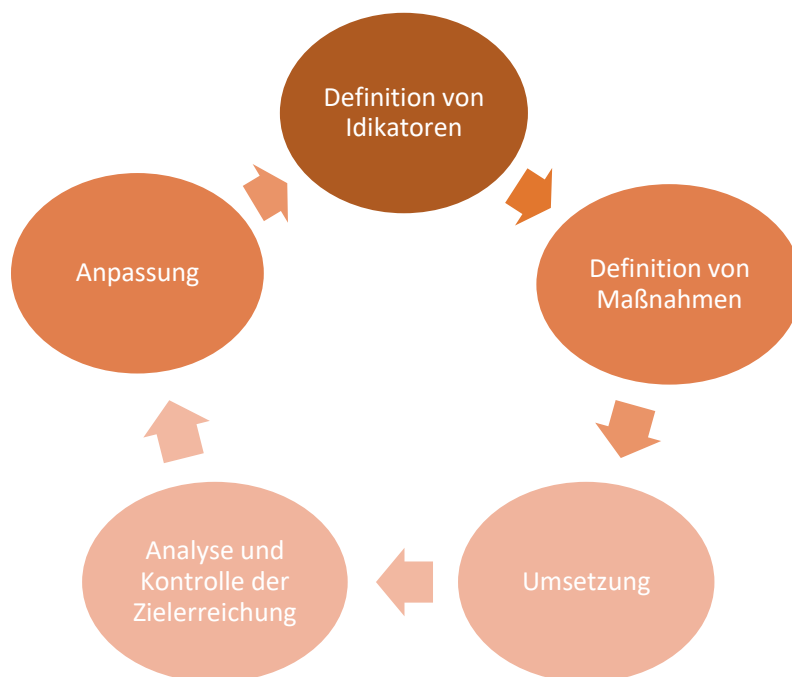 Definition von
Idikatoren
Definition von
Maßnahmen
Umsetzung
Analyse und
Kontrolle der
Zielerreichung
Anpassung